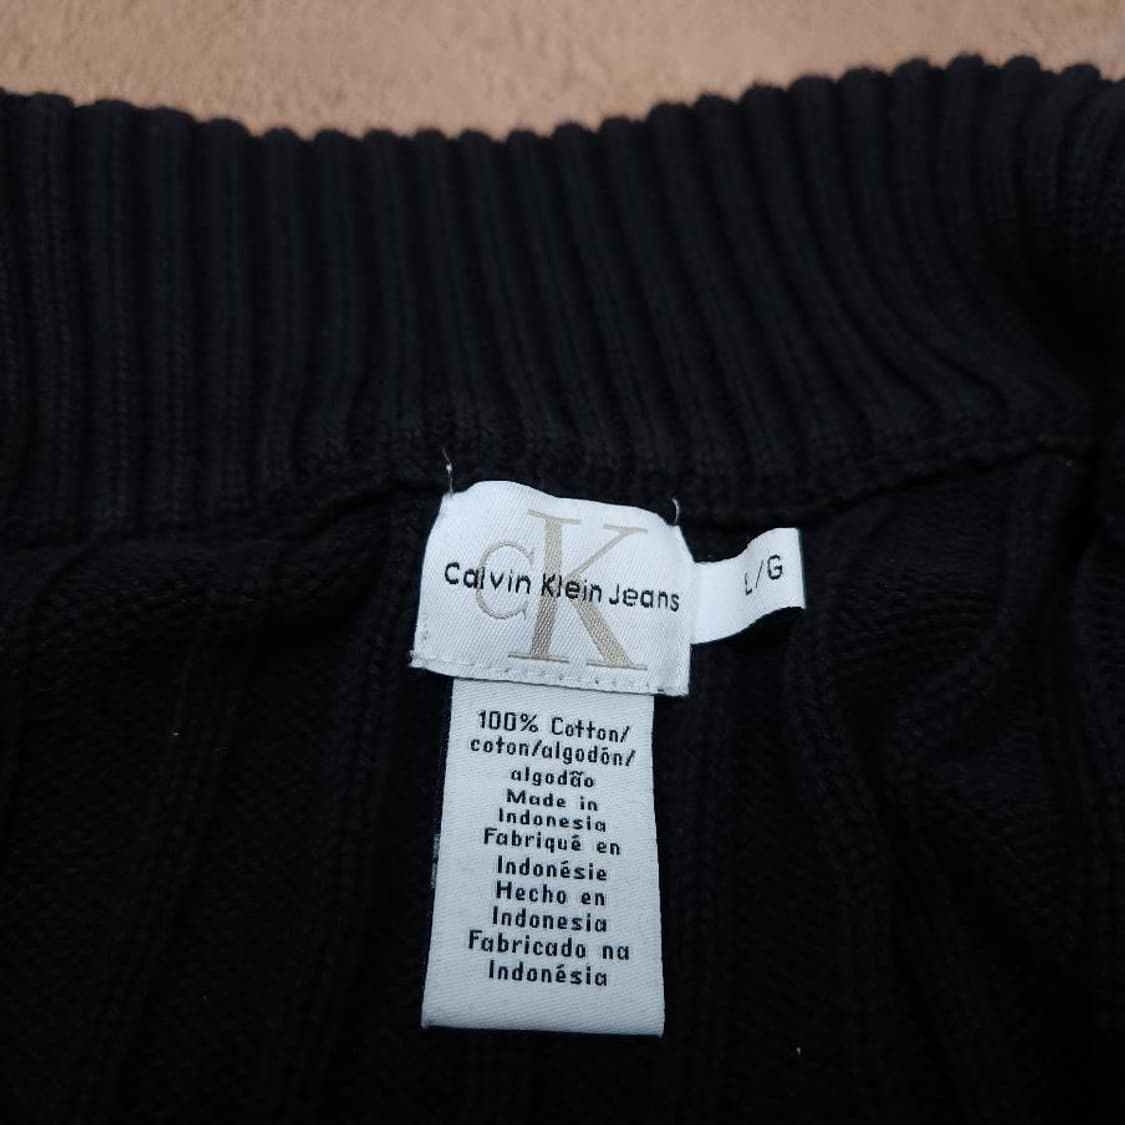 CK
Calvin Klein Jeans
L/G
100% Cotton/
coton/algodón/
algodão
Made in
Indonesia
Fabriqué en
Indonésie
Hecho en
Indonesia
Fabricado na
Indonésia